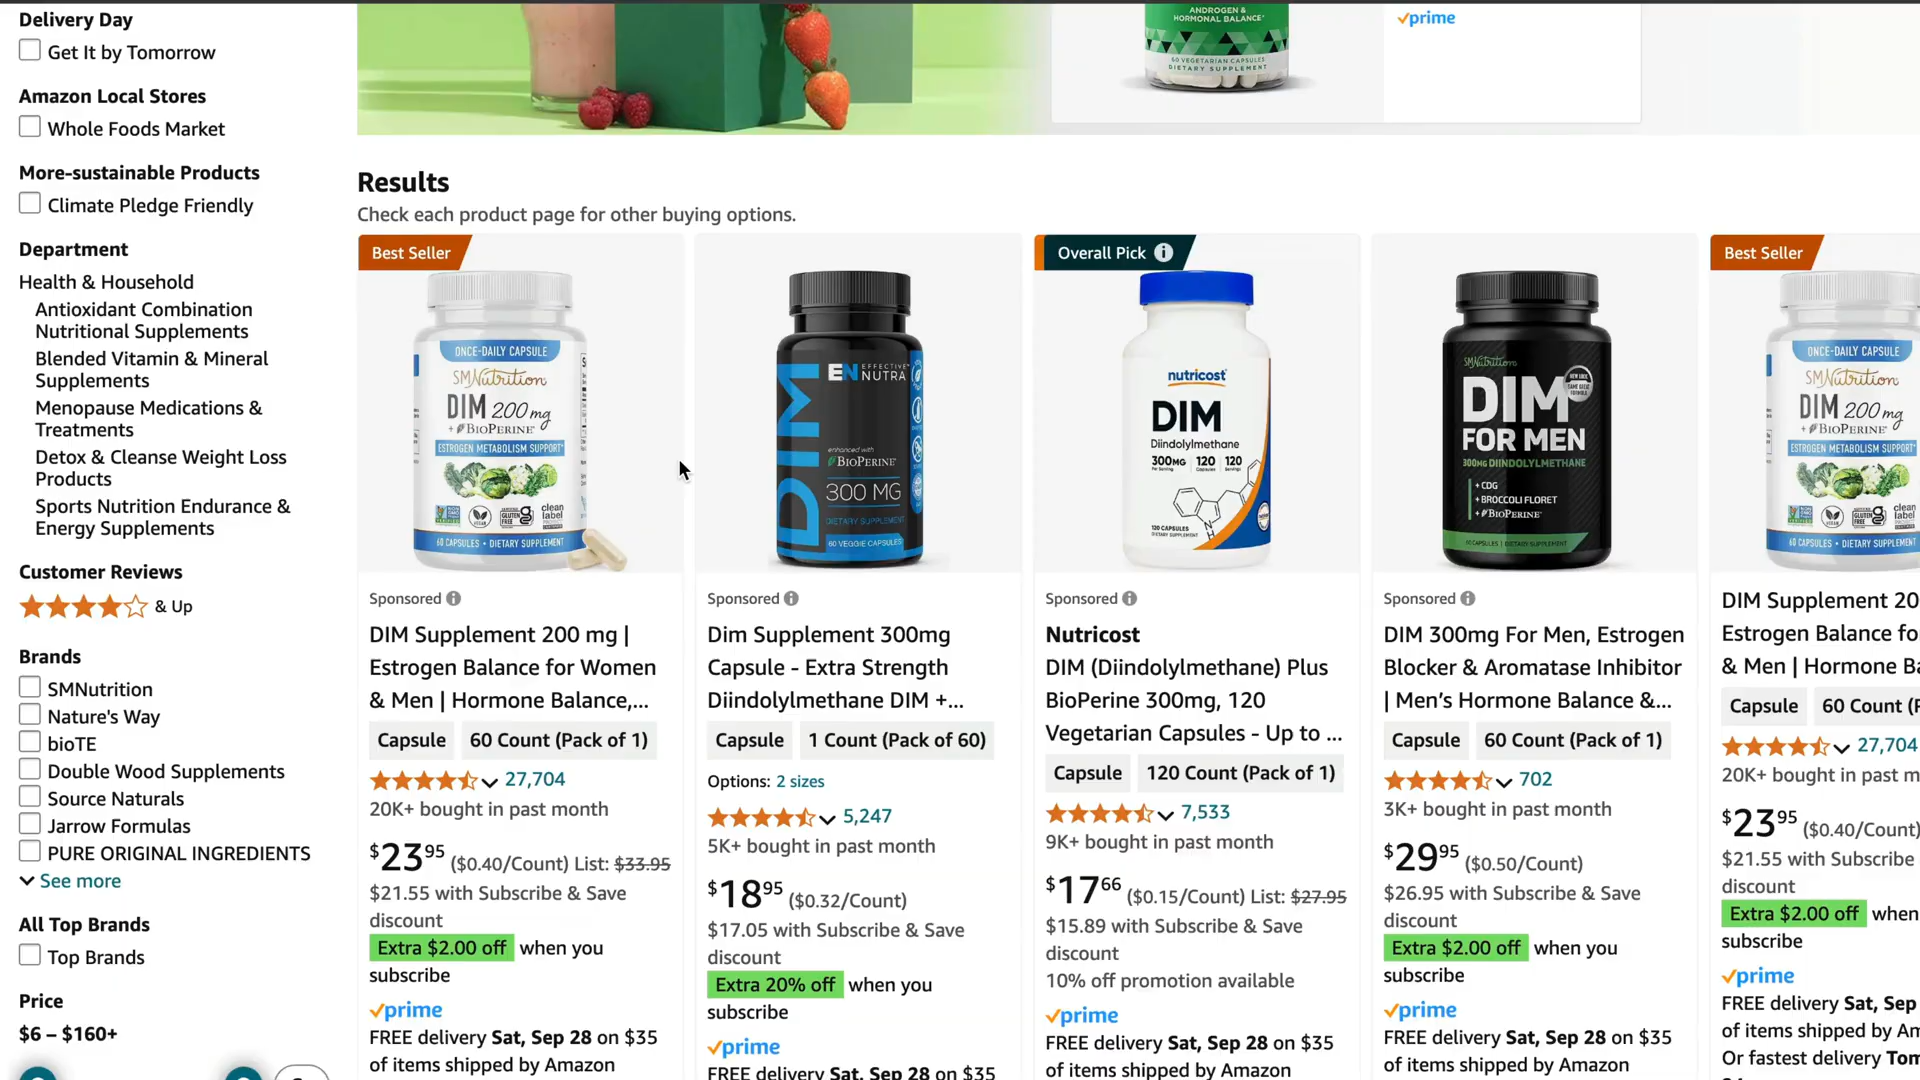 Delivery Day
Get It by Tomorrow
Amazon Local Stores
Whole Foods Market
More-sustainable Products
Climate Pledge Friendly
Department
Health & Household
Antioxidant Combination
Nutritional Supplements
Blended Vitamin & Mineral
Supplements
Menopause Medications &
Treatments
Detox & Cleanse Weight Loss
Products
Sports Nutrition Endurance &
Energy Supplements
Customer Reviews
& Up
Brands
SMNutrition
Nature's Way
bioTE
Double Wood Supplements
Source Naturals
Jarrow Formulas
PURE ORIGINAL INGREDIENTS
See more
All Top Brands
Top Brands
Price
$6 – $160+
ANDROGEN &
HORMONAL BALANCE*
60 VEGETARIAN CAPSULES
DIETARY SUPPLEMENT
prime
Results
Check each product page for other buying options.
Best Seller
ONCE-DAILY CAPSULE
SMNutrition
DIM 200 mg
+ BIOPERINE
ESTROGEN METABOLISM SUPPORT*
VEGAN
GLUTEN FREE
clean
label
60 CAPSULES • DIETARY SUPPLEMENT
Sponsored
DIM Supplement 200 mg |
Estrogen Balance for Women
& Men | Hormone Balance,...
Capsule
60 Count (Pack of 1)
27,704
20K+ bought in past month
$23 95 ($0.40/Count) List: $33.95
$21.55 with Subscribe & Save
discount
Extra $2.00 off when you
subscribe
prime
FREE delivery Sat, Sep 28 on $35
of items shipped by Amazon
EN EFFECTIVE
NUTRA
DIM
enhanced with
BIOPERINE
300 MG
DIETARY SUPPLEMENT
60 VEGGIE CAPSULES
Sponsored
Dim Supplement 300mg
Capsule - Extra Strength
Diindolylmethane DIM +...
Capsule
1 Count (Pack of 60)
Options: 2 sizes
5,247
5K+ bought in past month
$18 95 ($0.32/Count)
$17.05 with Subscribe & Save
discount
Extra 20% off when you
subscribe
prime
FREE delivery Sat, Sep 28 on $35
Overall Pick
nutricost
DIM
Diindolylmethane
300MG 120 120
Per Serving Capsules Servings
H
120 CAPSULES
DIETARY SUPPLEMENT
Sponsored
Nutricost
DIM (Diindolylmethane) Plus
BioPerine 300mg, 120
Vegetarian Capsules - Up to ...
Capsule
120 Count (Pack of 1)
7,533
9K+ bought in past month
$17 66 ($0.15/Count) List: $27.95
$15.89 with Subscribe & Save
discount
10% off promotion available
prime
FREE delivery Sat, Sep 28 on $35
of items shipped by Amazon
SMNutrition
NEW LOOK
SAME GREAT
FORMULA
DIM
FOR MEN
300MG DIINDOLYLMETHANE
+ CDG
+ BROCCOLI FLORET
+ BIOPERINE
60 CAPSULES | DIETARY SUPPLEMENT
Sponsored
DIM 300mg For Men, Estrogen
Blocker & Aromatase Inhibitor
| Men's Hormone Balance &...
Capsule
60 Count (Pack of 1)
702
3K+ bought in past month
$29 95 ($0.50/Count)
$26.95 with Subscribe & Save
discount
Extra $2.00 off when you
subscribe
prime
FREE delivery Sat, Sep 28 on $35
of items shipped by Amazon
Best Seller
ONCE-DAILY CAPSULE
SMNutrition
DIM 200 mg
+ BIOPERINE
ESTROGEN METABOLISM SUPPORT*
VEGAN
GLUTEN FREE
clean
label
60 CAPSULES • DIETARY SUPPLEMENT
DIM Supplement 20
Estrogen Balance fo
& Men | Hormone Ba
Capsule
60 Count (P
27,704
20K+ bought in past m
$23 95 ($0.40/Count)
$21.55 with Subscribe
discount
Extra $2.00 off when
subscribe
prime
FREE delivery Sat, Sep
of items shipped by Am
Or fastest delivery Tom